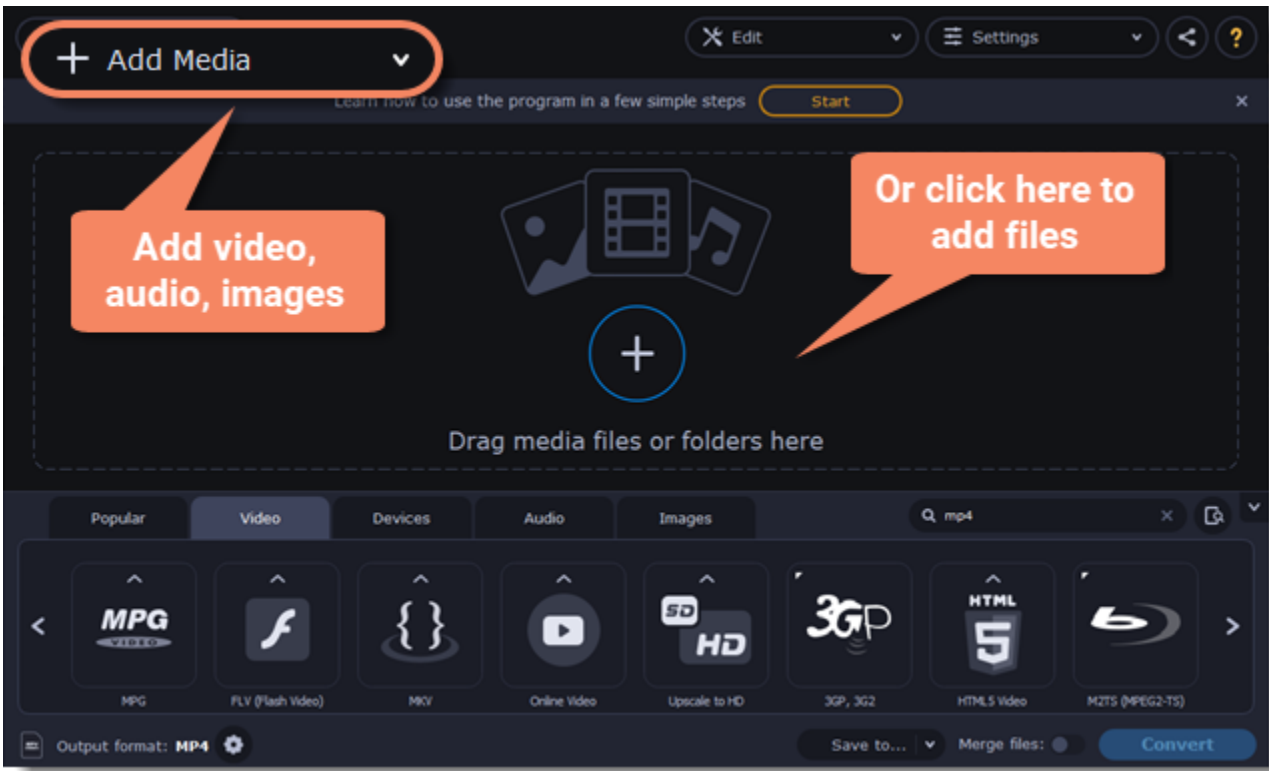 Add Media
Edit
Settings
?
Learn how to use the program in a few simple steps
Start
Add video,
audio, images
Or click here to
add files
Drag media files or folders here
Popular
Video
Devices
Audio
Images
mp4
MPG
VIDEO
SD
HD
3GP
HTML
5
MPG
FLV (Flash Video)
MKV
Online Video
Upscale to HD
3GP, 3G2
HTML5 Video
M2TS (MPEG2-TS)
Output format: MP4
Save to...
Merge files:
Convert